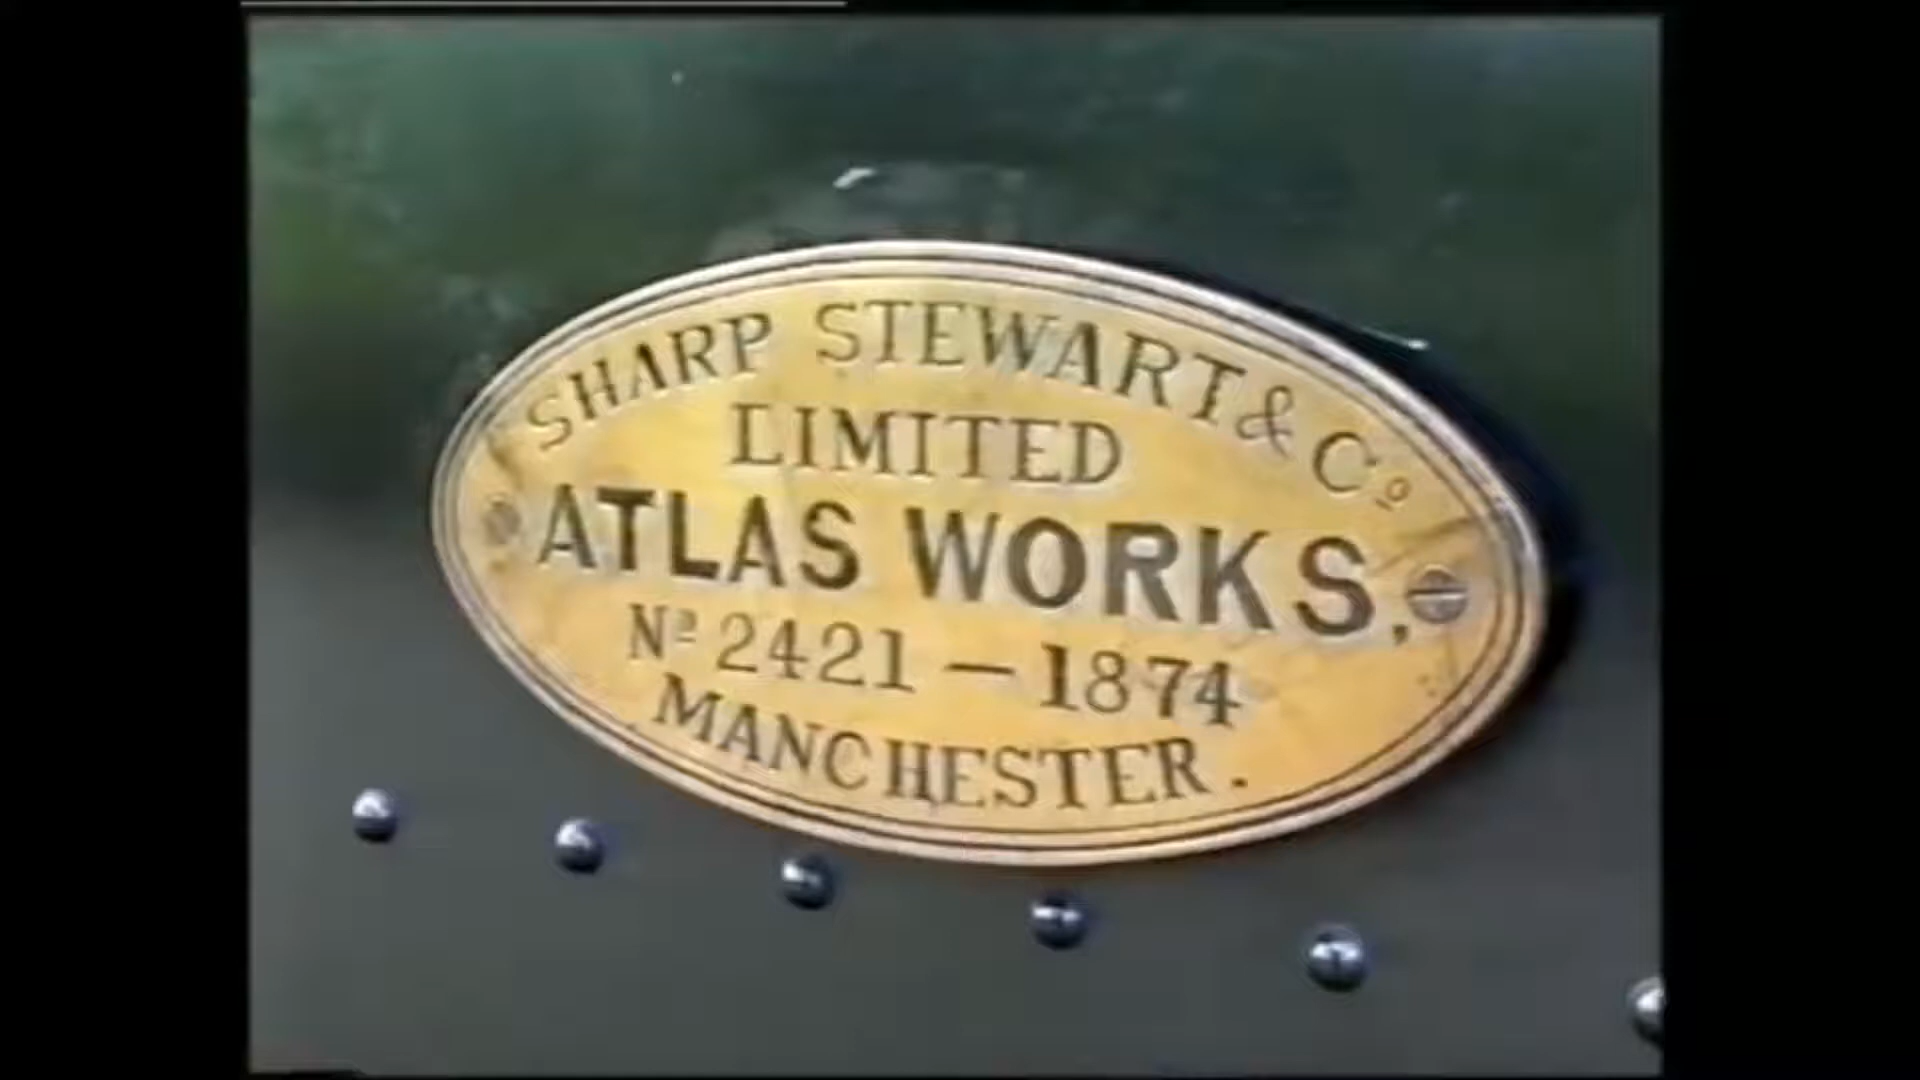 SHARP STEWART & Cº
LIMITED
ATLAS WORKS,
Nº 2421 — 1874
MANCHESTER.